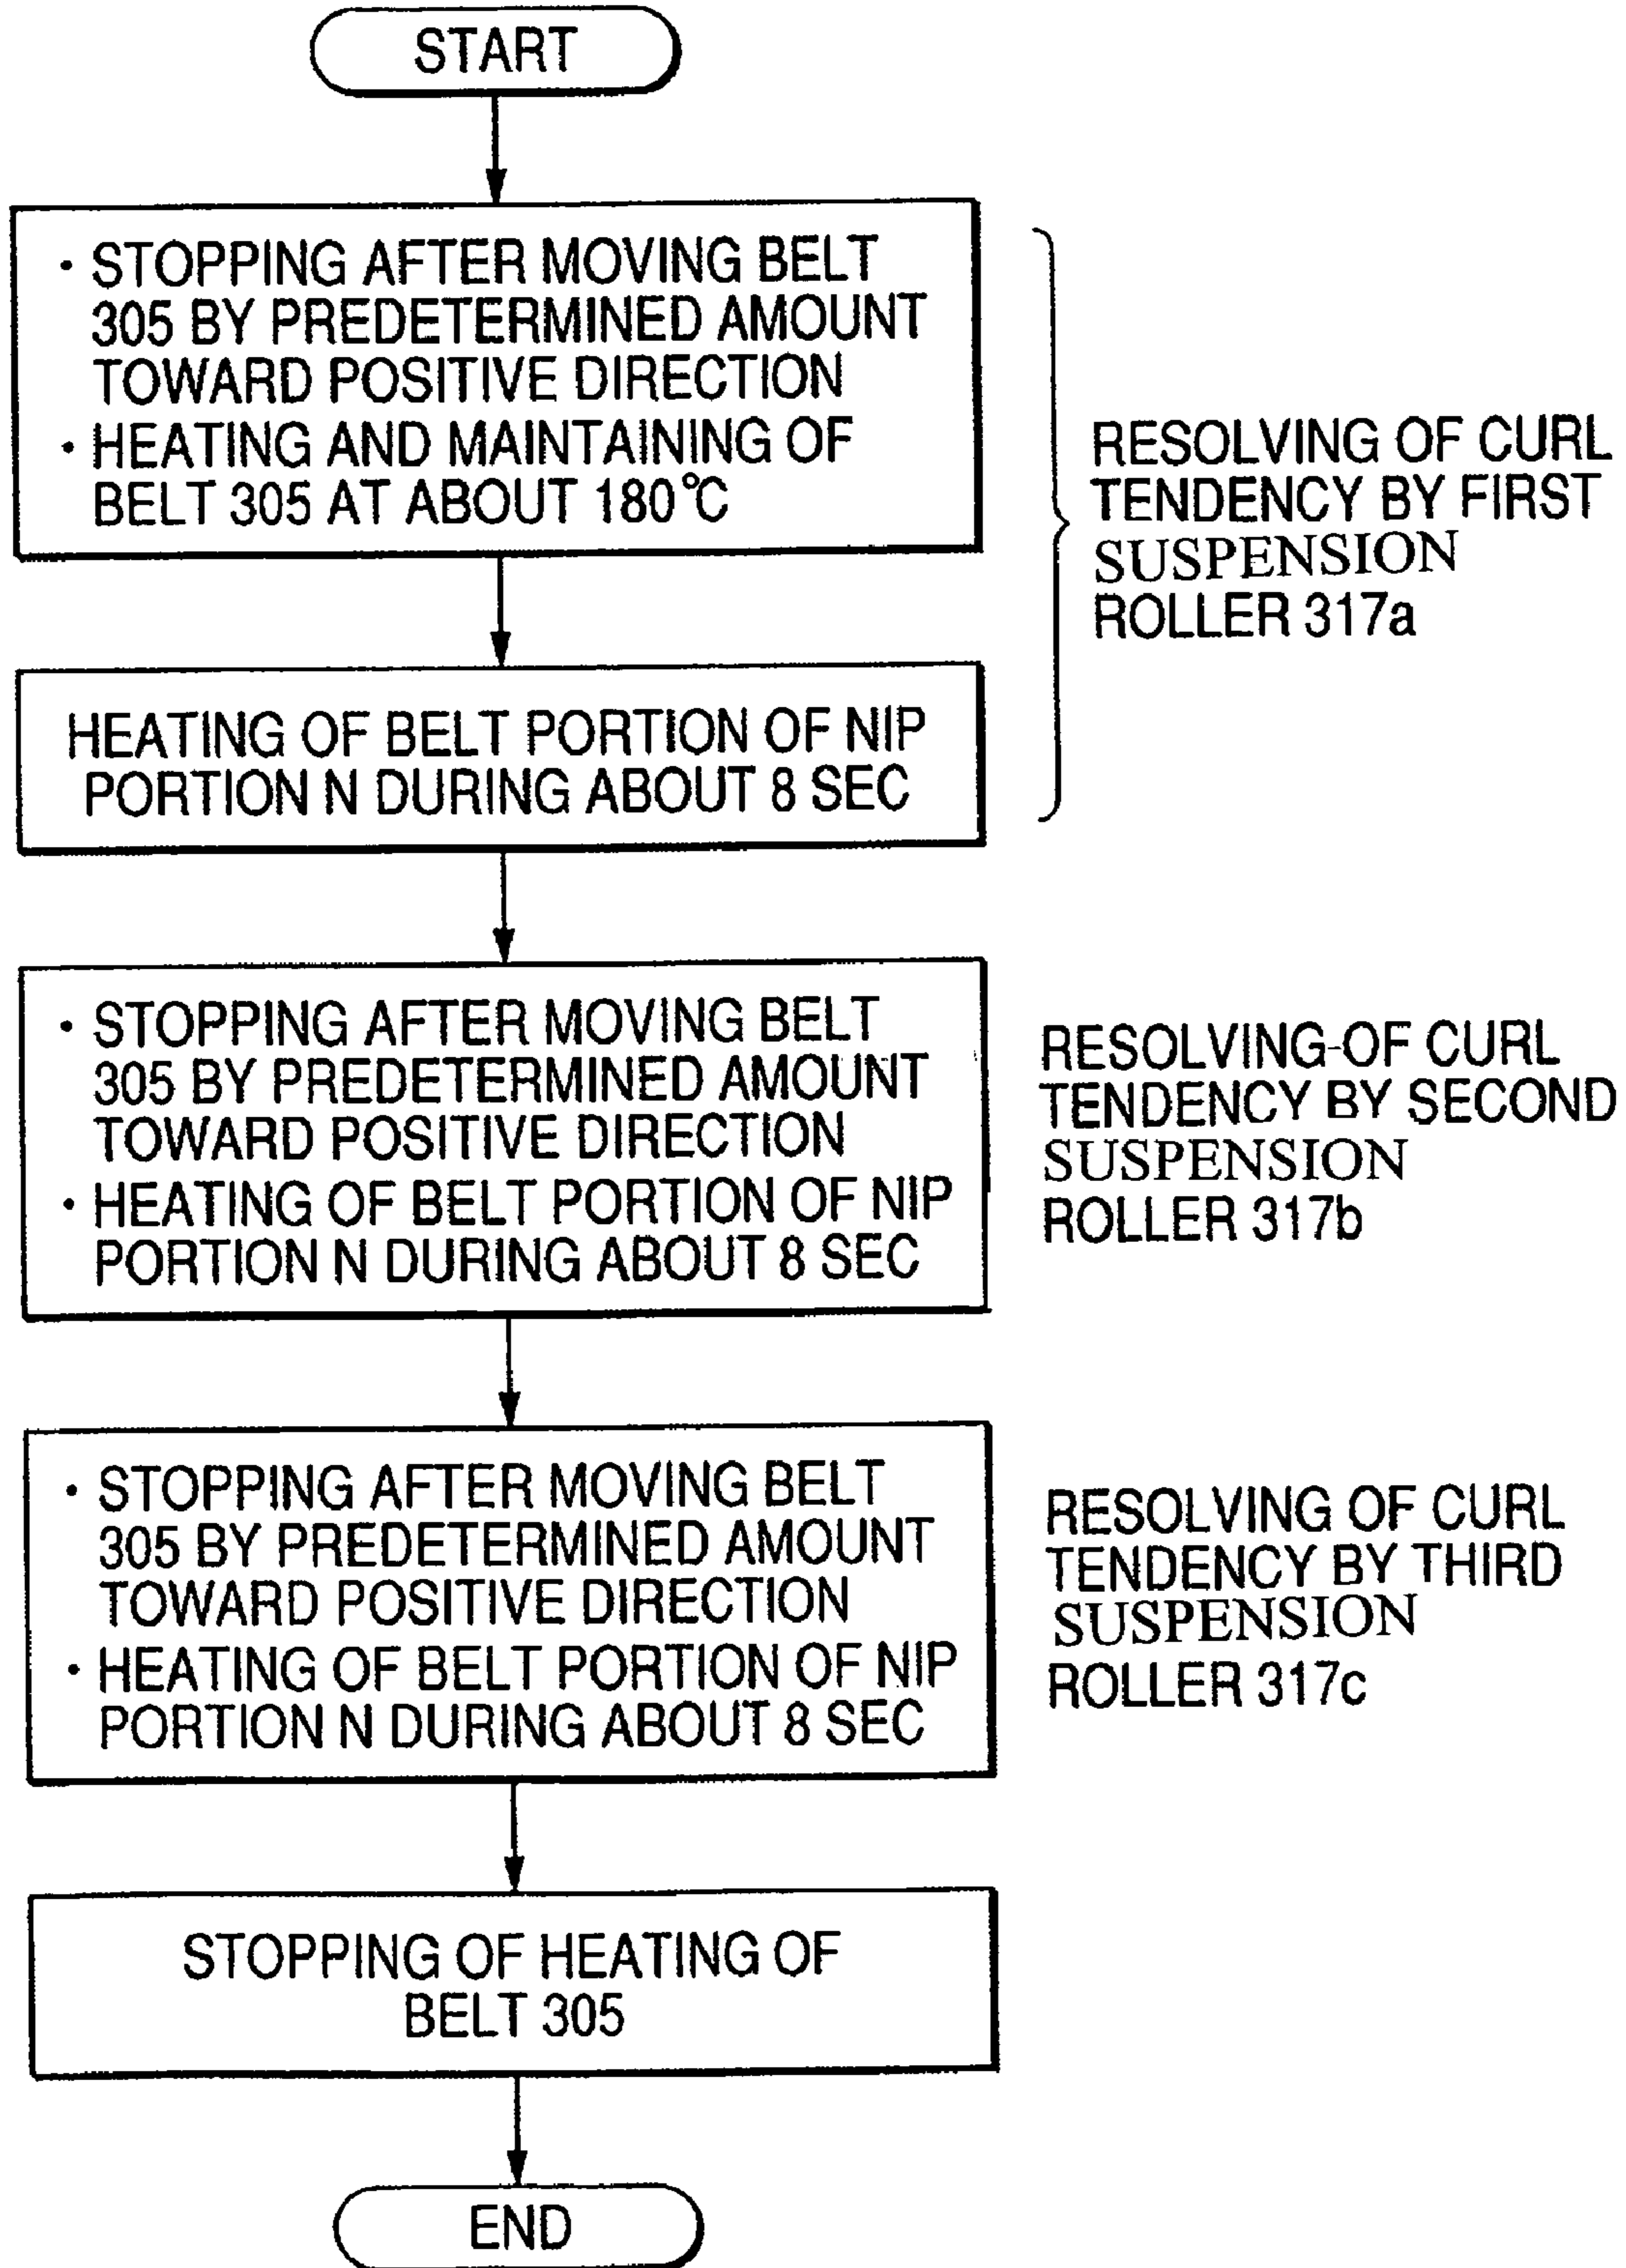 START
· STOPPING AFTER MOVING BELT
305 BY PREDETERMINED AMOUNT
TOWARD POSITIVE DIRECTION
· HEATING AND MAINTAINING OF
BELT 305 AT ABOUT 180°C
RESOLVING OF CURL
TENDENCY BY FIRST
SUSPENSION
ROLLER 317a
HEATING OF BELT PORTION OF NIP
PORTION N DURING ABOUT 8 SEC
· STOPPING AFTER MOVING BELT
305 BY PREDETERMINED AMOUNT
TOWARD POSITIVE DIRECTION
· HEATING OF BELT PORTION OF NIP
PORTION N DURING ABOUT 8 SEC
RESOLVING-OF CURL
TENDENCY BY SECOND
SUSPENSION
ROLLER 317b
· STOPPING AFTER MOVING BELT
305 BY PREDETERMINED AMOUNT
TOWARD POSITIVE DIRECTION
· HEATING OF BELT PORTION OF NIP
PORTION N DURING ABOUT 8 SEC
RESOLVING OF CURL
TENDENCY BY THIRD
SUSPENSION
ROLLER 317c
STOPPING OF HEATING OF
BELT 305
END